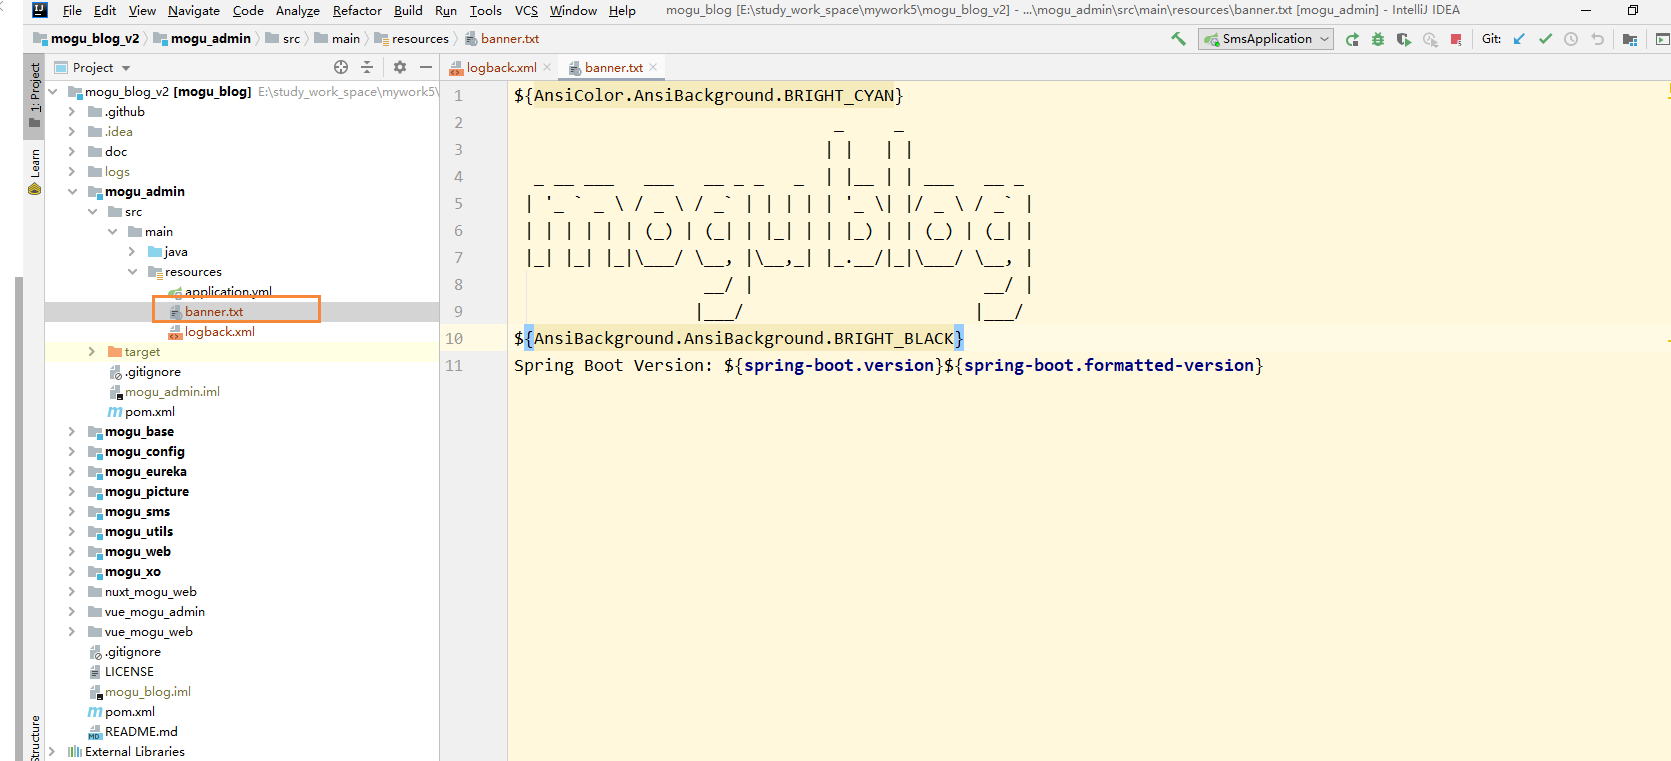 File Edit View Navigate Code Analyze Refactor Build Run Tools VCS Window Help mogu_blog [E:\study_work_space\mywork5\mogu_blog_v2] - ...\mogu_admin\src\main\resources\banner.txt [mogu_admin] - IntelliJ IDEA
mogu_blog_v2 mogu_admin src main resources banner.txt SmsApplication Git:
1: Project
Learn
Structure
Project
logback.xml banner.txt
mogu_blog_v2 [mogu_blog] E:\study_work_space\mywork5\
.github
.idea
doc
logs
mogu_admin
src
main
java
resources
application.yml
banner.txt
logback.xml
target
.gitignore
mogu_admin.iml
pom.xml
mogu_base
mogu_config
mogu_eureka
mogu_picture
mogu_sms
mogu_utils
mogu_web
mogu_xo
nuxt_mogu_web
vue_mogu_admin
vue_mogu_web
.gitignore
LICENSE
mogu_blog.iml
pom.xml
README.md
External Libraries
1 ${AnsiColor.AnsiBackground.BRIGHT_CYAN}
2                           _     _
3                          | |   | |
4  _ __ ___   ___   __ _ _   _  | |__ | | ___   __ _
5 | '_ ` _ \ / _ \ / _` | | | | | '_ \| |/ _ \ / _` |
6 | | | | | | (_) | (_| | |_| | | |_) | | (_) | (_| |
7 |_| |_| |_|\___/ \__, |\__,_| |_.__/|_|\___/ \__, |
8                   __/ |                       __/ |
9                  |___/                       |___/
10 ${AnsiBackground.AnsiBackground.BRIGHT_BLACK}
11 Spring Boot Version: ${spring-boot.version}${spring-boot.formatted-version}